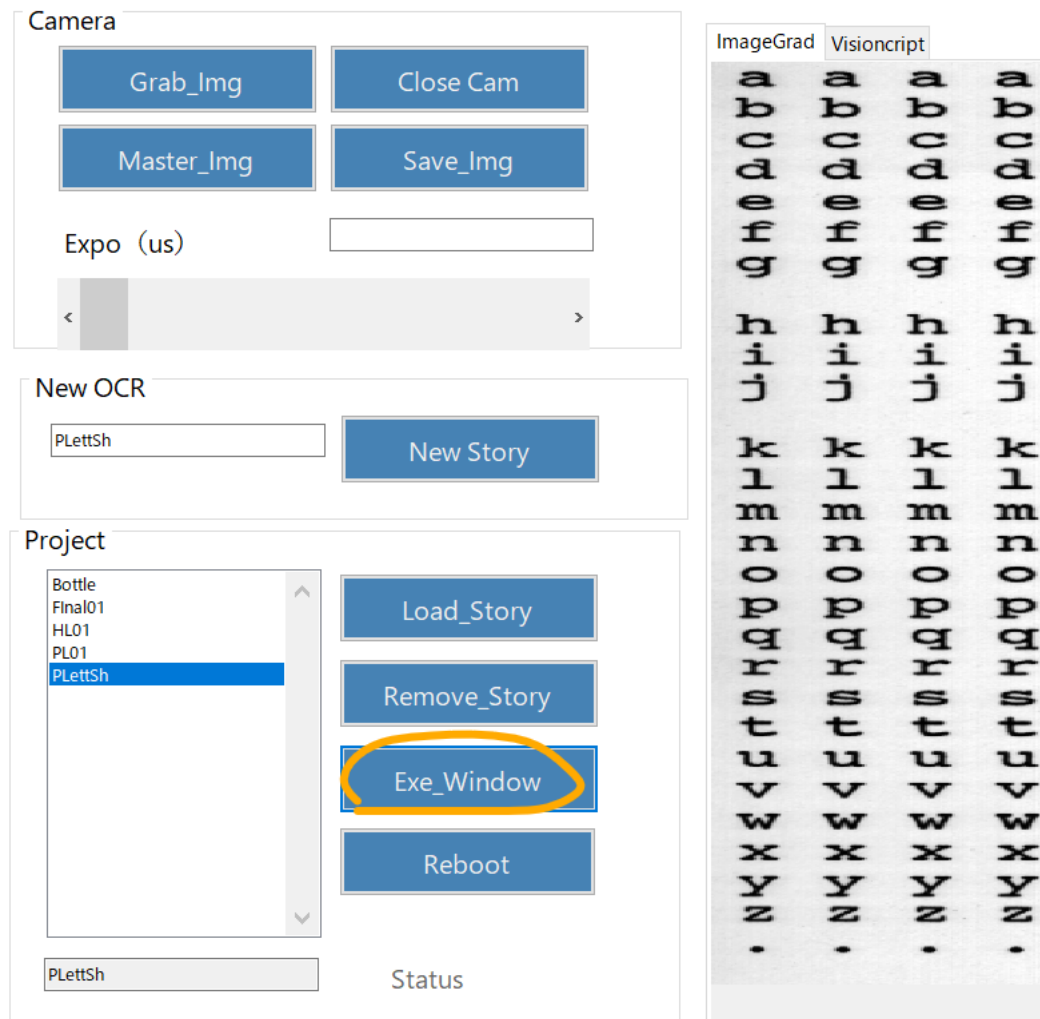 Camera
Grab_Img
Close Cam
Master_Img
Save_Img
Expo（us）
New OCR
PLettSh
New Story
Project
Bottle
FInal01
HL01
PL01
PLettSh
Load_Story
Remove_Story
Exe_Window
Reboot
PLettSh
Status
ImageGrad Visioncript
a a a a
b b b b
c c c c
d d d d
e e e e
f f f f
g g g g
h h h h
i i i i
j j j j
k k k k
l l l l
m m m m
n n n n
o o o o
p p p p
q q q q
r r r r
s s s s
t t t t
u u u u
v v v v
w w w w
x x x x
y y y y
z z z z
. . . .